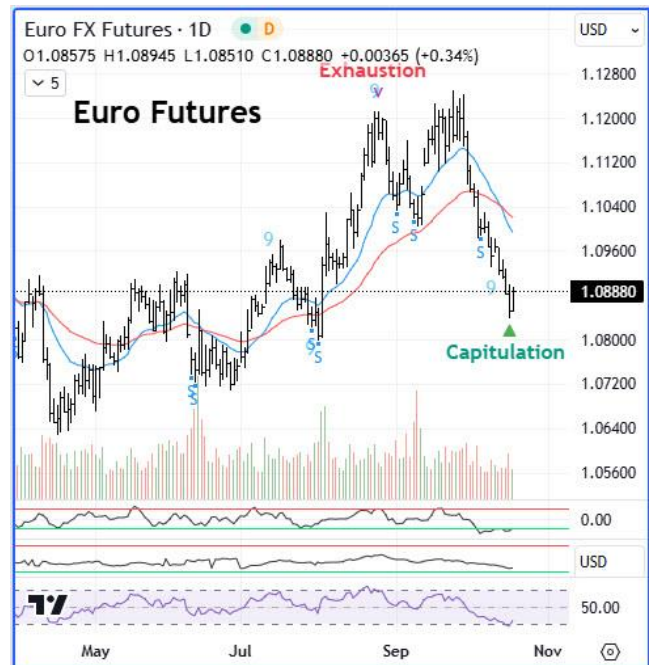 Euro FX Futures · 1D D USD
O1.08575 H1.08945 L1.08510 C1.08880 +0.00365 (+0.34%)
5
Exhaustion
9
v
Euro Futures
1.12800
1.12000
1.11200
1.10400
1.09600
1.08880
1.08000
1.07200
1.06400
1.05600
9
S
S
S
9
9
S
S
S
S
Capitulation
0.00
USD
50.00
TV
May Jul Sep Nov